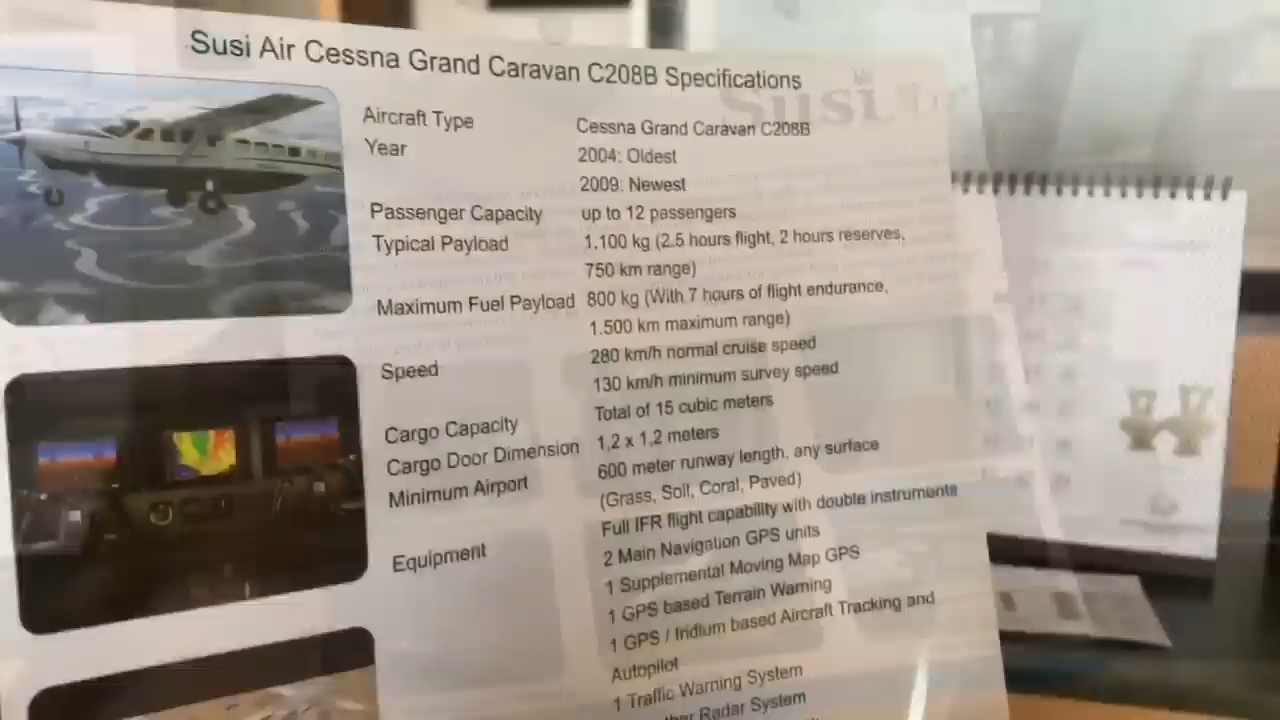 Susi Air Cessna Grand Caravan C208B Specifications
Susi Air
Aircraft Type Cessna Grand Caravan C208B
Year 2004: Oldest
2009: Newest
Passenger Capacity up to 12 passengers
Typical Payload 1.100 kg (2.5 hours flight, 2 hours reserves,
750 km range)
Maximum Fuel Payload 800 kg (With 7 hours of flight endurance,
1.500 km maximum range)
Speed 280 km/h normal cruise speed
130 km/h minimum survey speed
Cargo Capacity Total of 15 cubic meters
Cargo Door Dimension 1,2 x 1,2 meters
Minimum Airport 600 meter runway length, any surface
(Grass, Soil, Coral, Paved)
Equipment Full IFR flight capability with double instruments
2 Main Navigation GPS units
1 Supplemental Moving Map GPS
1 GPS based Terrain Warning
1 GPS / Iridium based Aircraft Tracking and
Autopilot
1 Traffic Warning System
Radar System